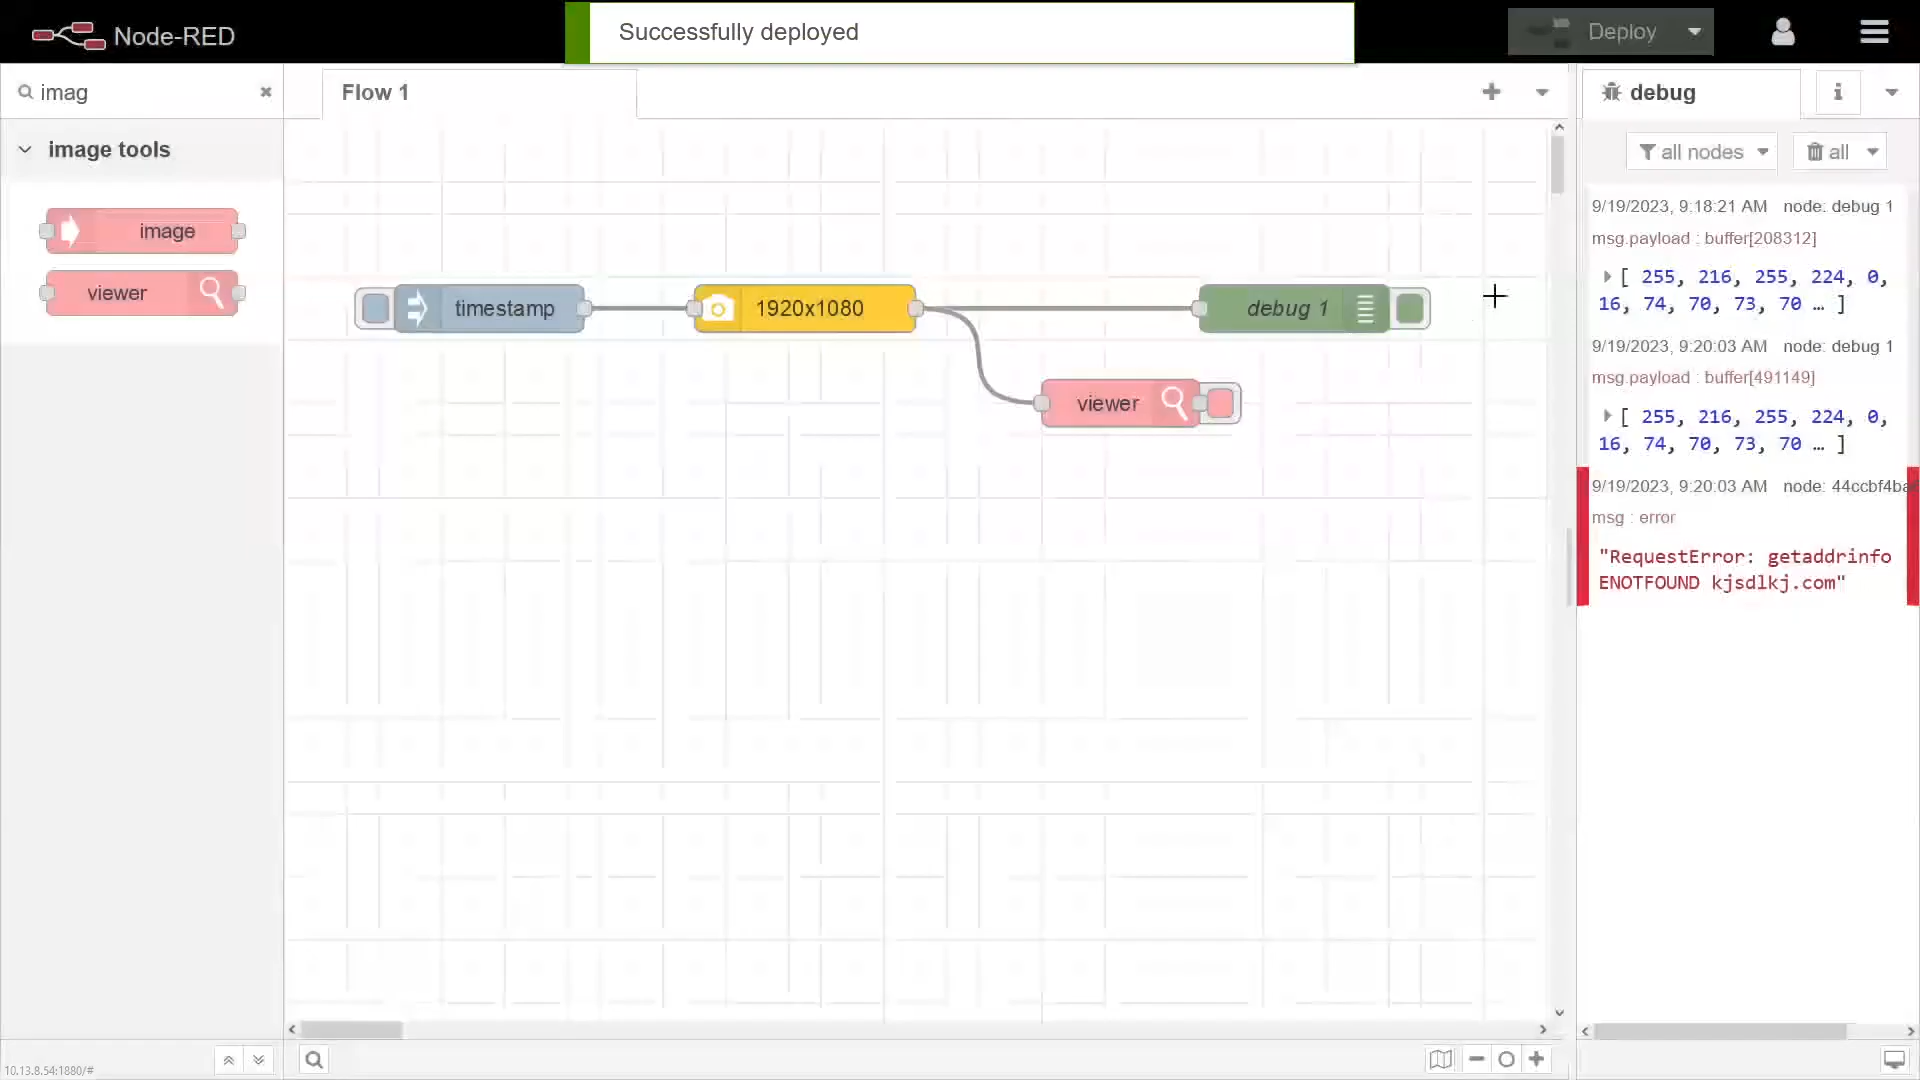 Node-RED
Successfully deployed
Deploy
imag
Flow 1
debug
image tools
all nodes
all
image
viewer
timestamp
1920x1080
debug 1
viewer
9/19/2023, 9:18:21 AM node: debug 1
msg.payload : buffer[208312]
[ 255, 216, 255, 224, 0,
16, 74, 70, 73, 70 … ]
9/19/2023, 9:20:03 AM node: debug 1
msg.payload : buffer[491149]
[ 255, 216, 255, 224, 0,
16, 74, 70, 73, 70 … ]
9/19/2023, 9:20:03 AM node: 44ccbf4ba
msg : error
"RequestError: getaddrinfo
ENOTFOUND kjsdlkj.com"
10.13.8.54:1880/#